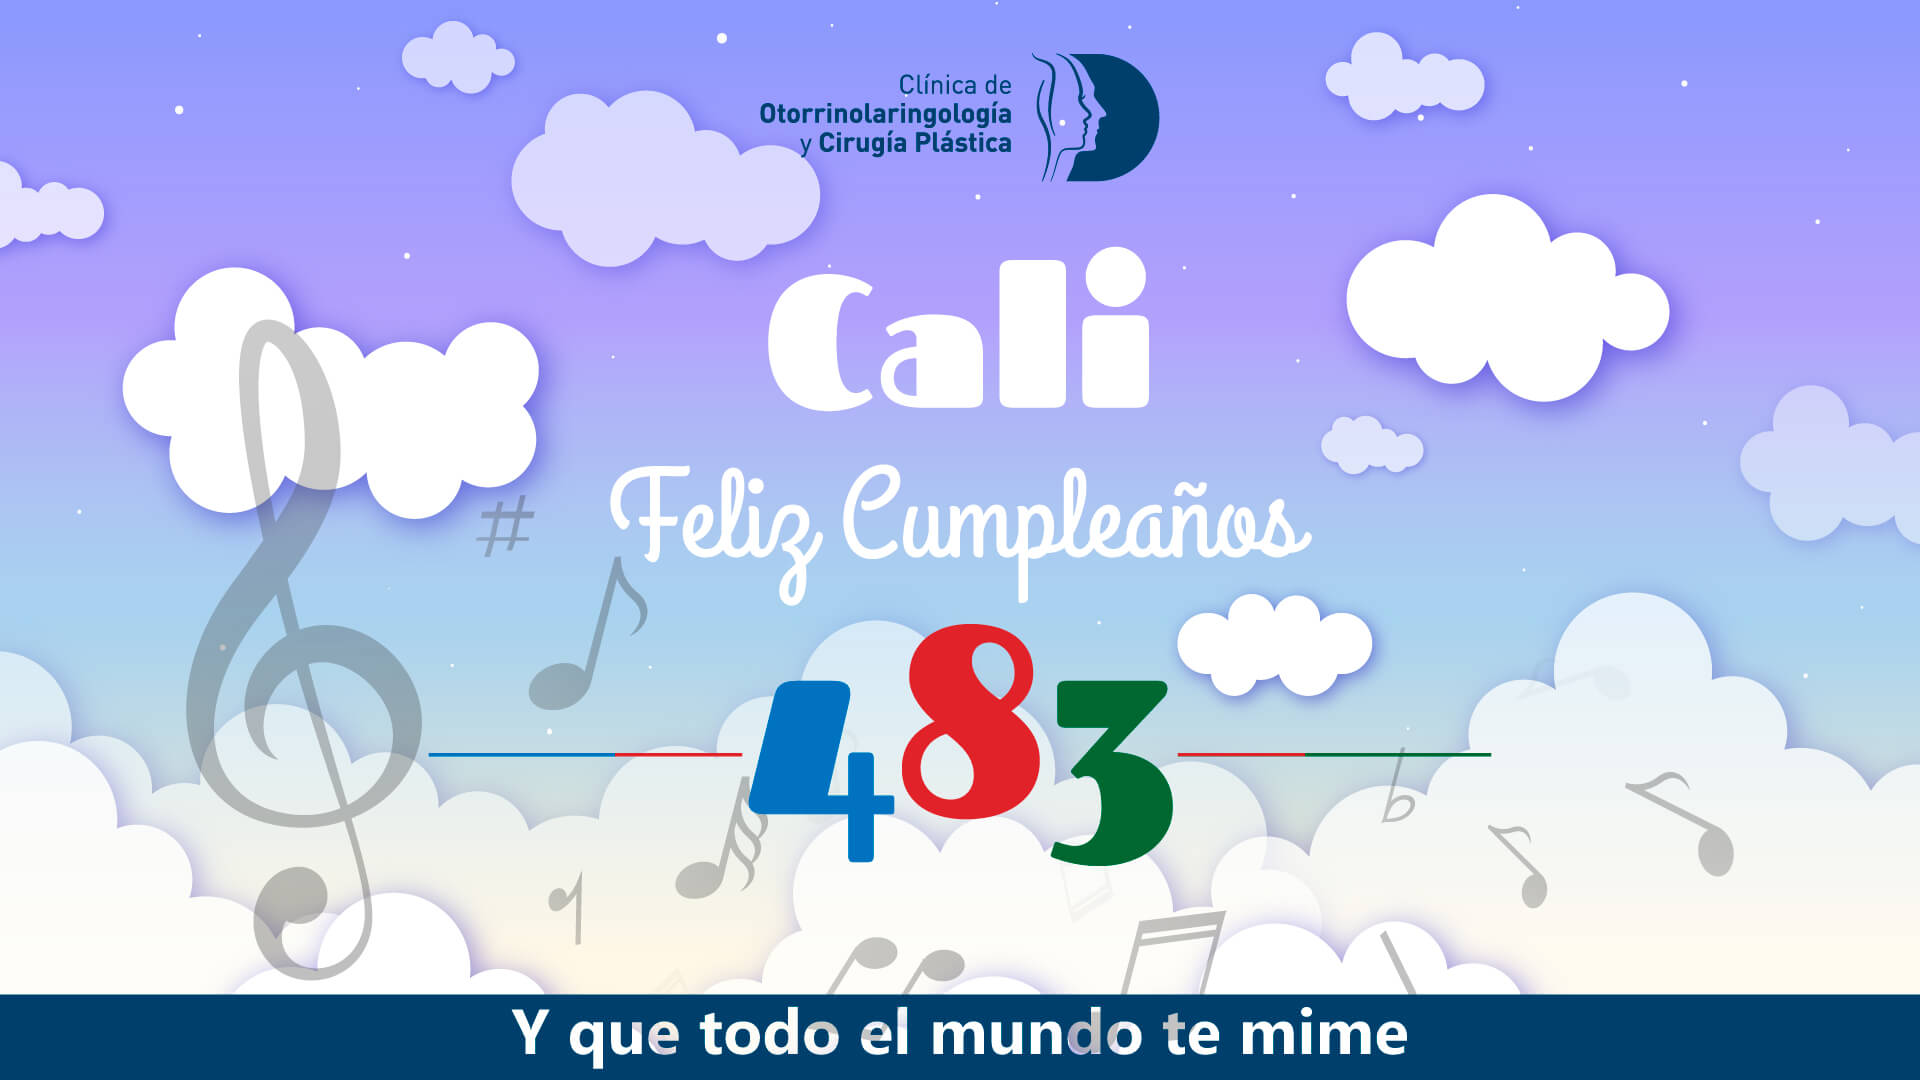 Clínica de
Otorrinolaringología
y Cirugía Plástica
Cali
Feliz Cumpleaños
483
Y que todo el mundo te mime